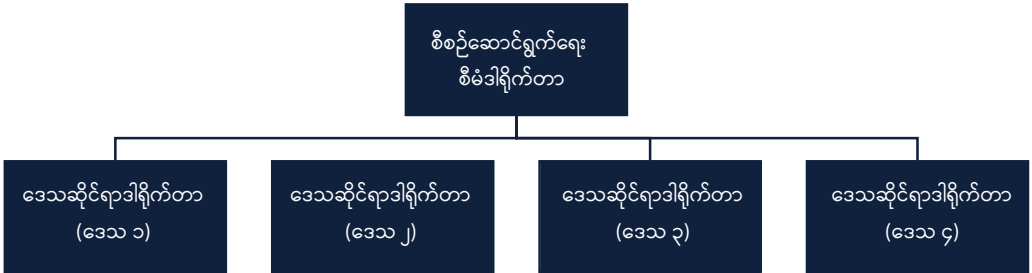 စီစဉ်ဆောင်ရွက်ရေး
စီမံဒါရိုက်တာ
ဒေသဆိုင်ရာဒါရိုက်တာ
(ဒေသ ၁)
ဒေသဆိုင်ရာဒါရိုက်တာ
(ဒေသ ၂)
ဒေသဆိုင်ရာဒါရိုက်တာ
(ဒေသ ၃)
ဒေသဆိုင်ရာဒါရိုက်တာ
(ဒေသ ၄)